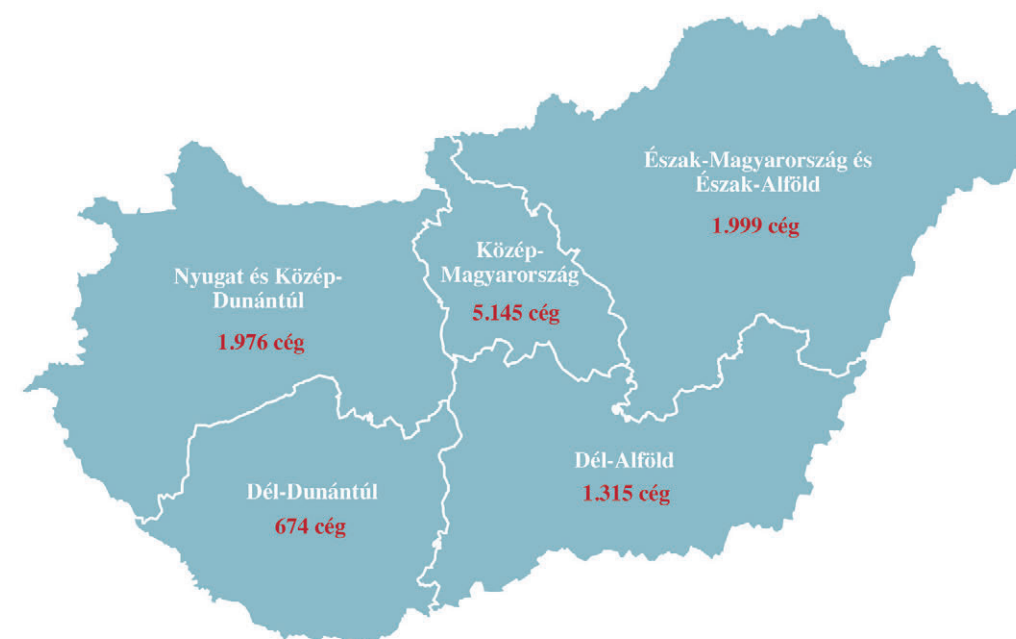 Észak-Magyarország és
Észak-Alföld
1.999 cég
Közép-
Magyarország
5.145 cég
Nyugat és Közép-
Dunántúl
1.976 cég
Dél-Alföld
1.315 cég
Dél-Dunántúl
674 cég